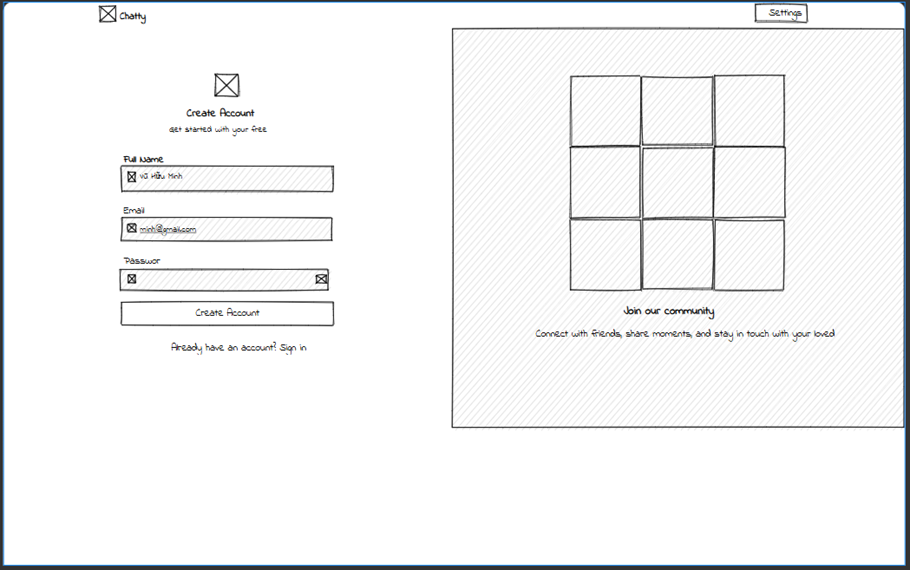 Chatty
Settings
Create Account
get started with your free
Full Name
Vũ Hữu Minh
Email
minh@gmail.com
Passwor
Create Account
Already have an account? Sign in
Join our community
Connect with friends, share moments, and stay in touch with your loved